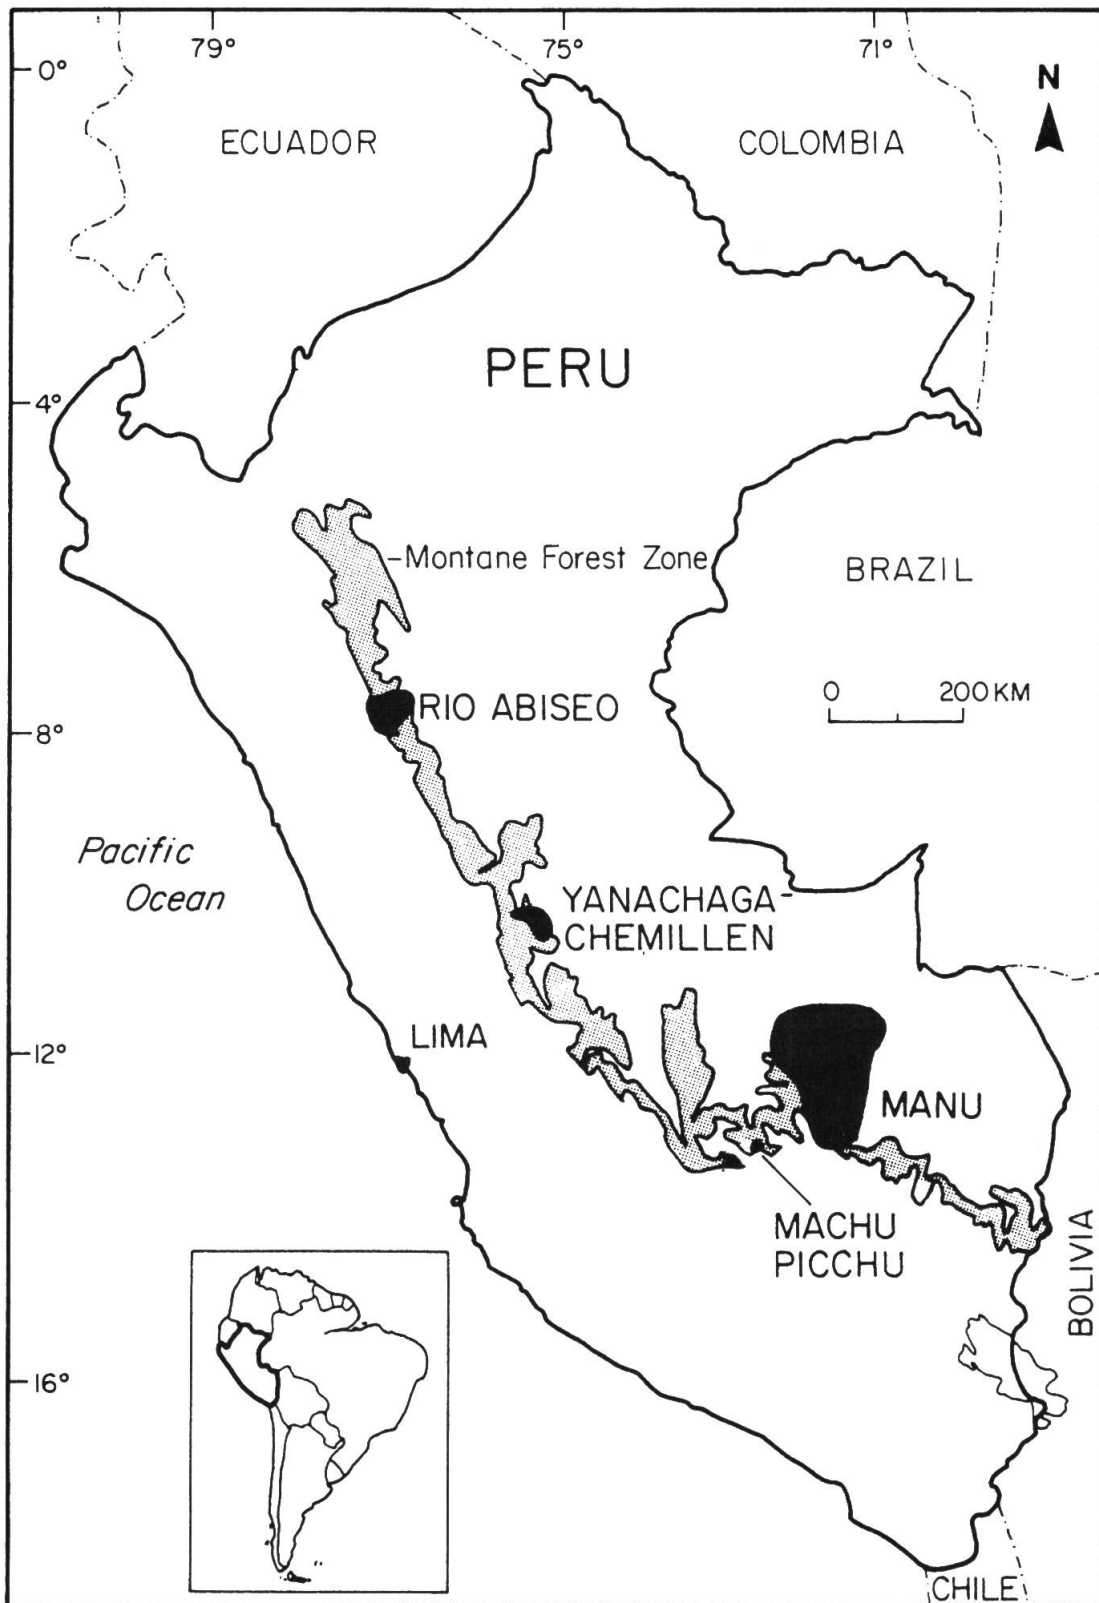 79° 75° 71°
0°
N
ECUADOR
COLOMBIA
PERU
4°
-Montane Forest Zone
BRAZIL
0 200 KM
RIO ABISEO
8°
Pacific
Ocean
A
YANACHAGA-
CHEMILLEN
LIMA
12°
MANU
MACHU
PICCHU
BOLIVIA
16°
CHILE